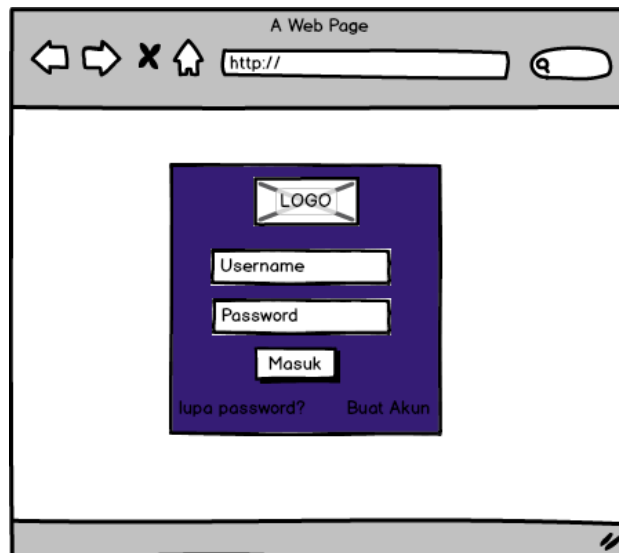 A Web Page
http://
LOGO
Username
Password
Masuk
lupa password? Buat Akun